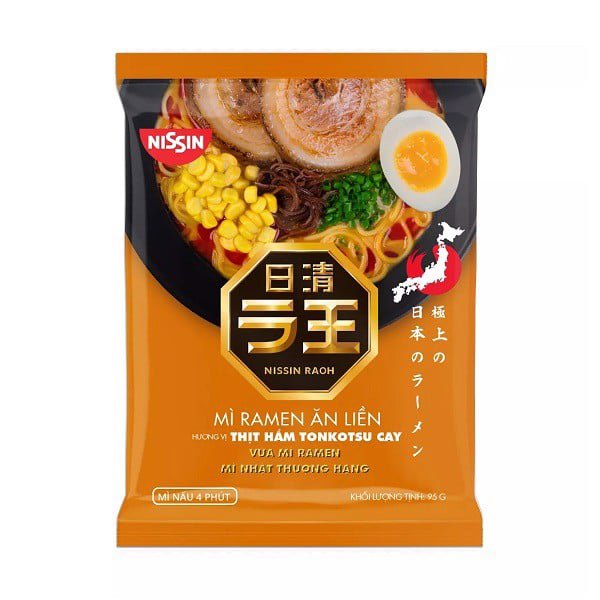 NISSIN
日清
ラ王
NISSIN RAOH
極上の
日本のラーメン
MÌ RAMEN ĂN LIỀN
HƯƠNG VỊ THỊT HẦM TONKOTSU CAY
VUA MÌ RAMEN
MÌ NHẬT THƯỢNG HẠNG
MÌ NẤU 4 PHÚT
KHỐI LƯỢNG TỊNH: 95 G